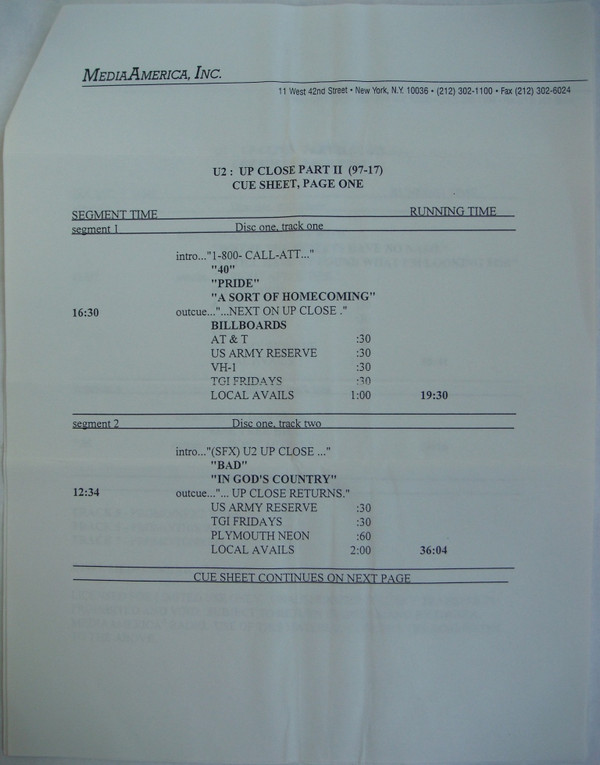 MEDIAAMERICA, INC.
11 West 42nd Street • New York, N.Y. 10036 • (212) 302-1100 • Fax (212) 302-6024
U2 : UP CLOSE PART II (97-17)
CUE SHEET, PAGE ONE
SEGMENT TIME RUNNING TIME
segment 1 Disc one, track one
intro..."1-800- CALL-ATT..."
"40"
"PRIDE"
"A SORT OF HOMECOMING"
16:30 outcue..."...NEXT ON UP CLOSE ."
BILLBOARDS
AT & T :30
US ARMY RESERVE :30
VH-1 :30
TGI FRIDAYS :30
LOCAL AVAILS 1:00 19:30
segment 2 Disc one, track two
intro..."(SFX) U2 UP CLOSE ..."
"BAD"
"IN GOD'S COUNTRY"
12:34 outcue..."... UP CLOSE RETURNS."
US ARMY RESERVE :30
TGI FRIDAYS :30
PLYMOUTH NEON :60
LOCAL AVAILS 2:00 36:04
CUE SHEET CONTINUES ON NEXT PAGE